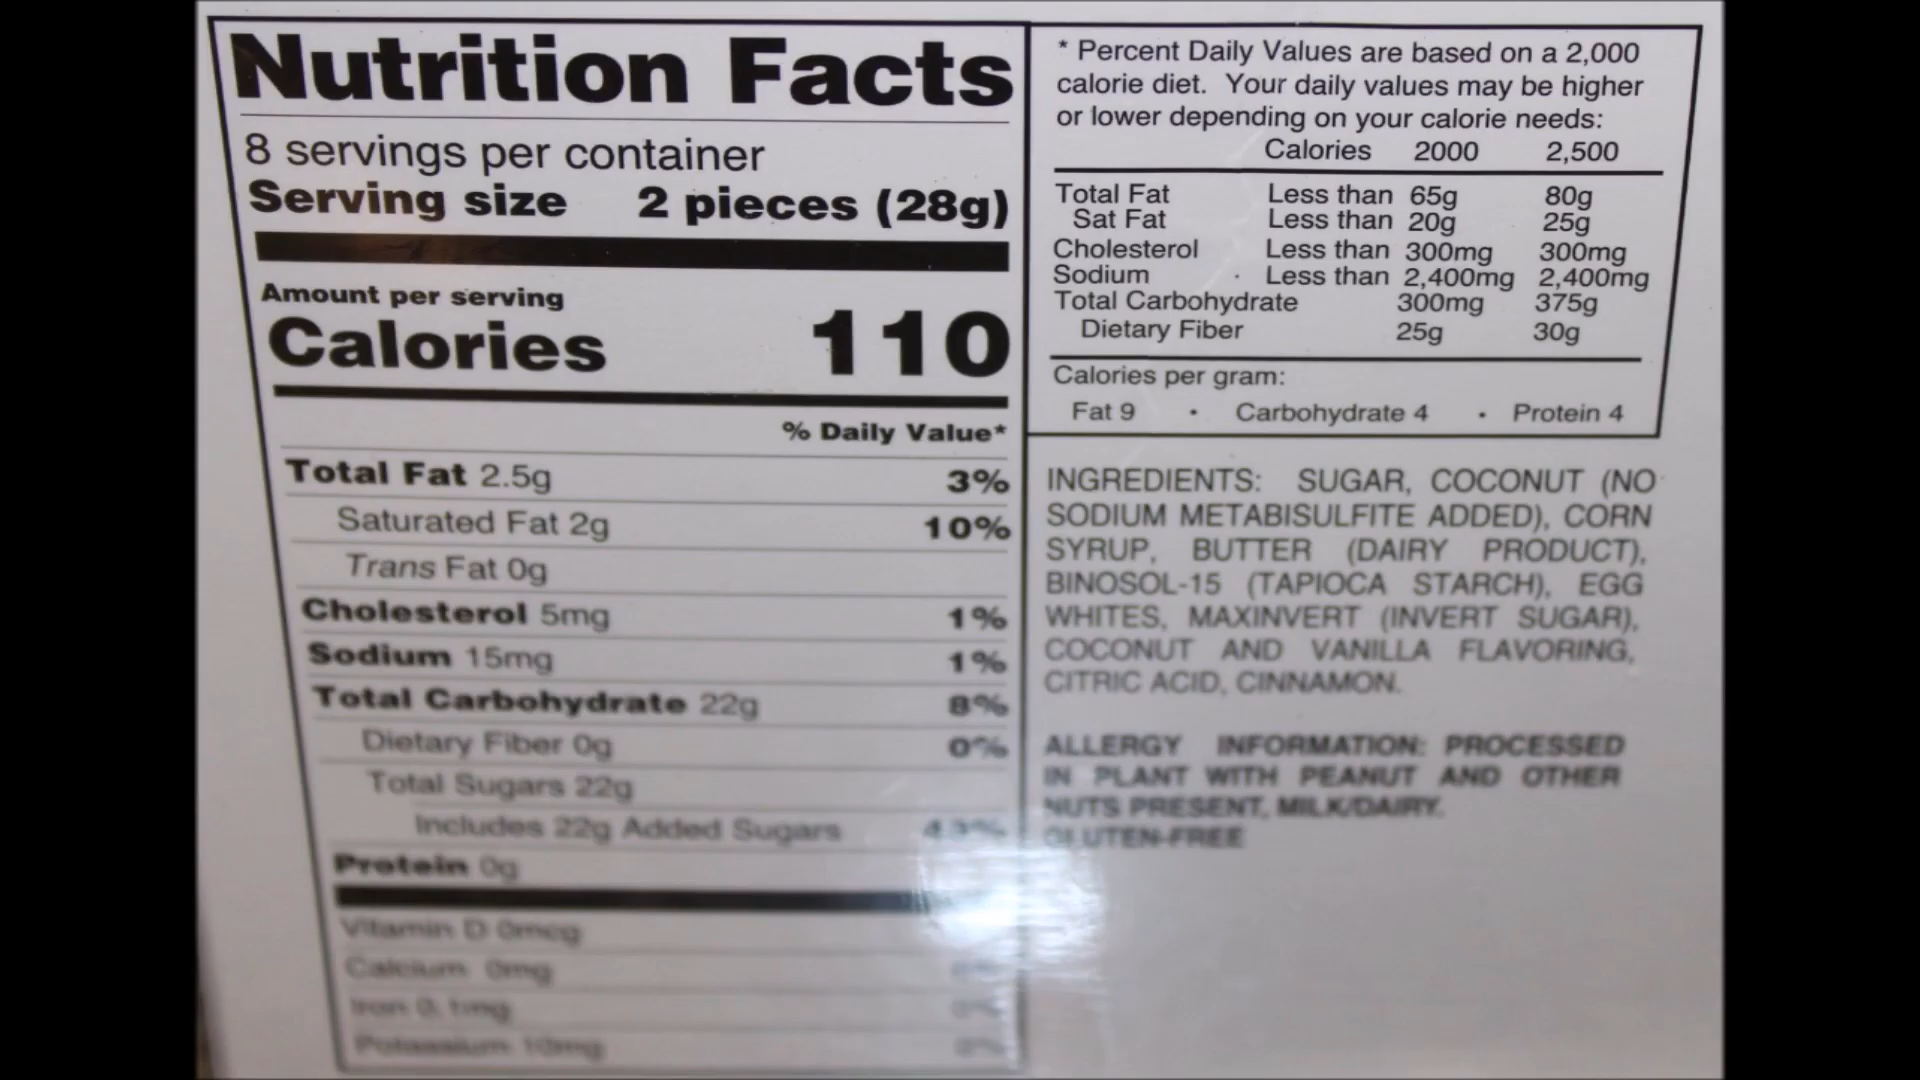 Nutrition Facts
8 servings per container
Serving size 2 pieces (28g)
Amount per serving
Calories 110
% Daily Value*
Total Fat 2.5g 3%
Saturated Fat 2g 10%
Trans Fat 0g
Cholesterol 5mg 1%
Sodium 15mg 1%
Total Carbohydrate 22g 8%
Dietary Fiber 0g 0%
Total Sugars 22g
Includes 22g Added Sugars
Protein 0g
Vitamin D 0mcg
Calcium 0mg
Iron 0.1mg
Potassium 10mg
* Percent Daily Values are based on a 2,000
calorie diet. Your daily values may be higher
or lower depending on your calorie needs:
Calories 2000 2,500
Total Fat Less than 65g 80g
Sat Fat Less than 20g 25g
Cholesterol Less than 300mg 300mg
Sodium Less than 2,400mg 2,400mg
Total Carbohydrate 300mg 375g
Dietary Fiber 25g 30g
Calories per gram:
Fat 9 • Carbohydrate 4 • Protein 4
INGREDIENTS: SUGAR, COCONUT (NO
SODIUM METABISULFITE ADDED), CORN
SYRUP, BUTTER (DAIRY PRODUCT),
BINOSOL-15 (TAPIOCA STARCH), EGG
WHITES, MAXINVERT (INVERT SUGAR),
COCONUT AND VANILLA FLAVORING,
CITRIC ACID, CINNAMON.
ALLERGY INFORMATION: PROCESSED
IN PLANT WITH PEANUT AND OTHER
NUTS PRESENT, MILK/DAIRY.
GLUTEN-FREE